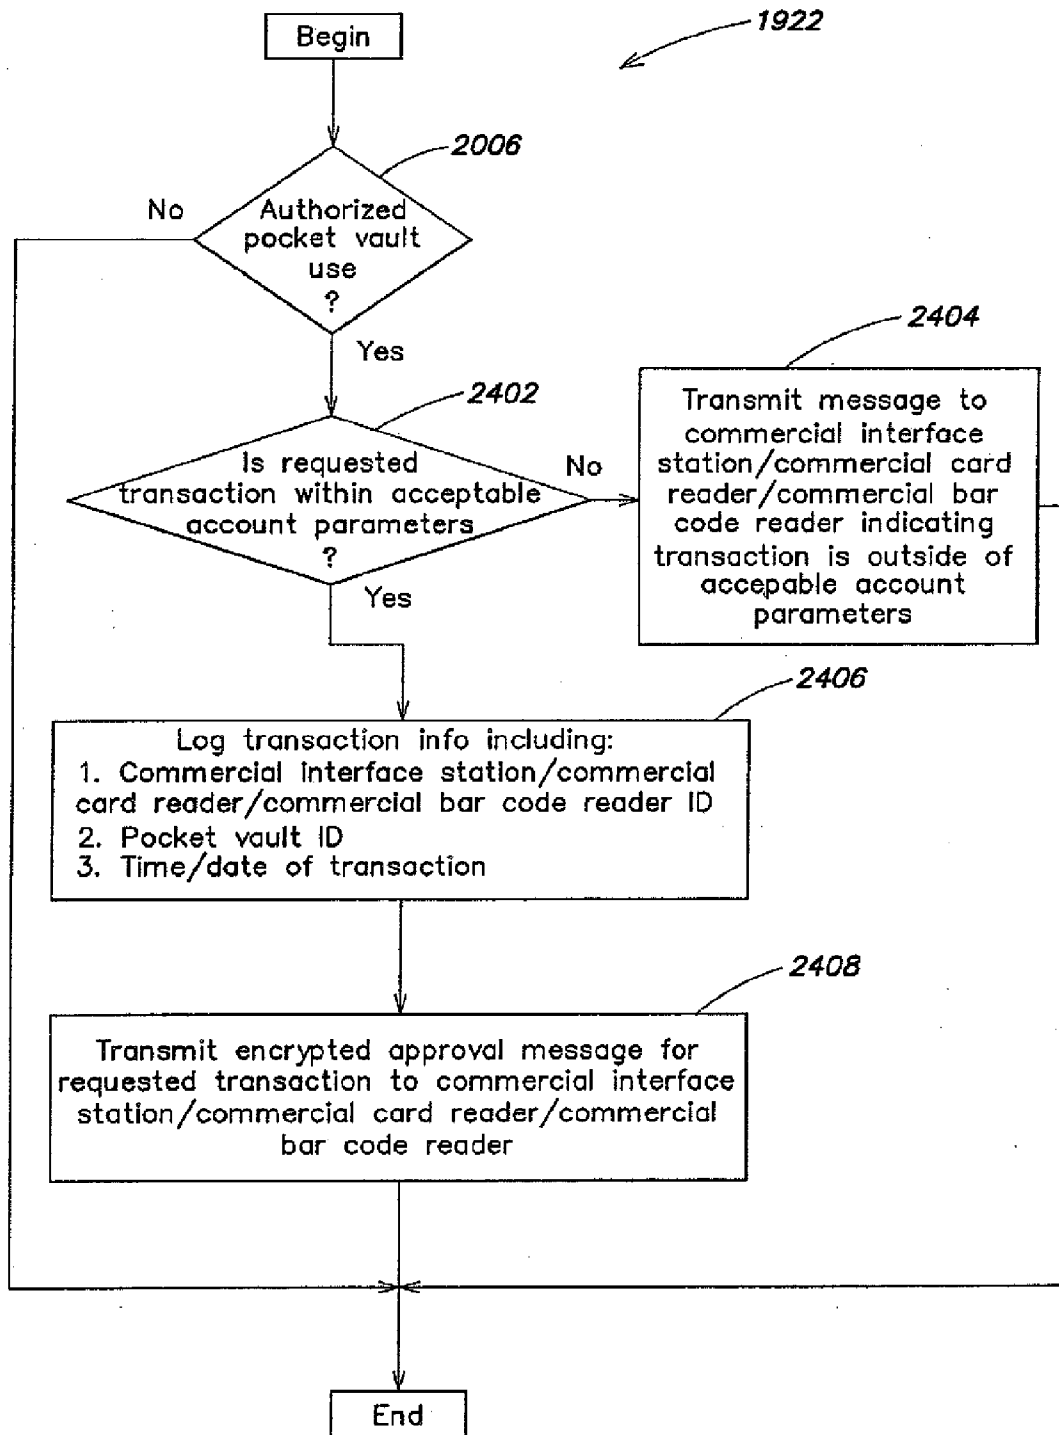 Begin
1922
2006
No
Authorized
pocket vault
use
?
Yes
2404
2402
Transmit message to
commercial interface
station/commercial card
reader/commercial bar
code reader indicating
transaction is outside of
accepable account
parameters
Is requested
transaction within acceptable
account parameters
?
No
Yes
2406
Log transaction info including:
1. Commercial interface station/commercial
card reader/commercial bar code reader ID
2. Pocket vault ID
3. Time/date of transaction
2408
Transmit encrypted approval message for
requested transaction to commercial interface
station/commercial card reader/commercial
bar code reader
End